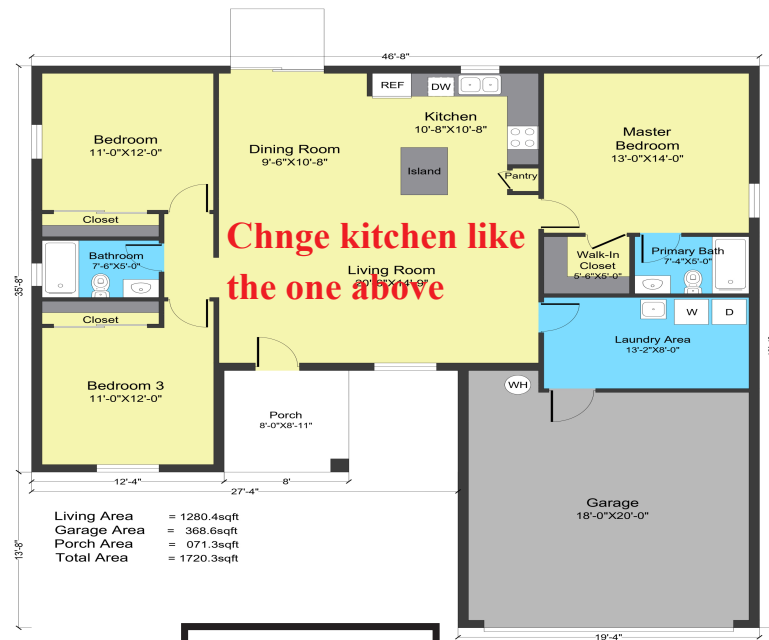 46'-8"
REF
DW
Kitchen
10'-8"X10'-8"
Bedroom
11'-0"X12'-0"
Dining Room
9'-6"X10'-8"
Master
Bedroom
13'-0"X14'-0"
Island
Pantry
Closet
Chnge kitchen like
the one above
Bathroom
7'-6"X5'-0"
Living Room
20'-6"X14'-9"
Walk-In
Closet
5'-6"X5'-0"
Primary Bath
7'-4"X5'-0"
35'-8"
Closet
W
D
Laundry Area
13'-2"X8'-0"
Bedroom 3
11'-0"X12'-0"
WH
Porch
8'-0"X8'-11"
12'-4"
8'
27'-4"
Garage
18'-0"X20'-0"
Living Area = 1280.4sqft
Garage Area = 368.6sqft
Porch Area = 071.3sqft
Total Area = 1720.3sqft
13'-8"
19'-4"